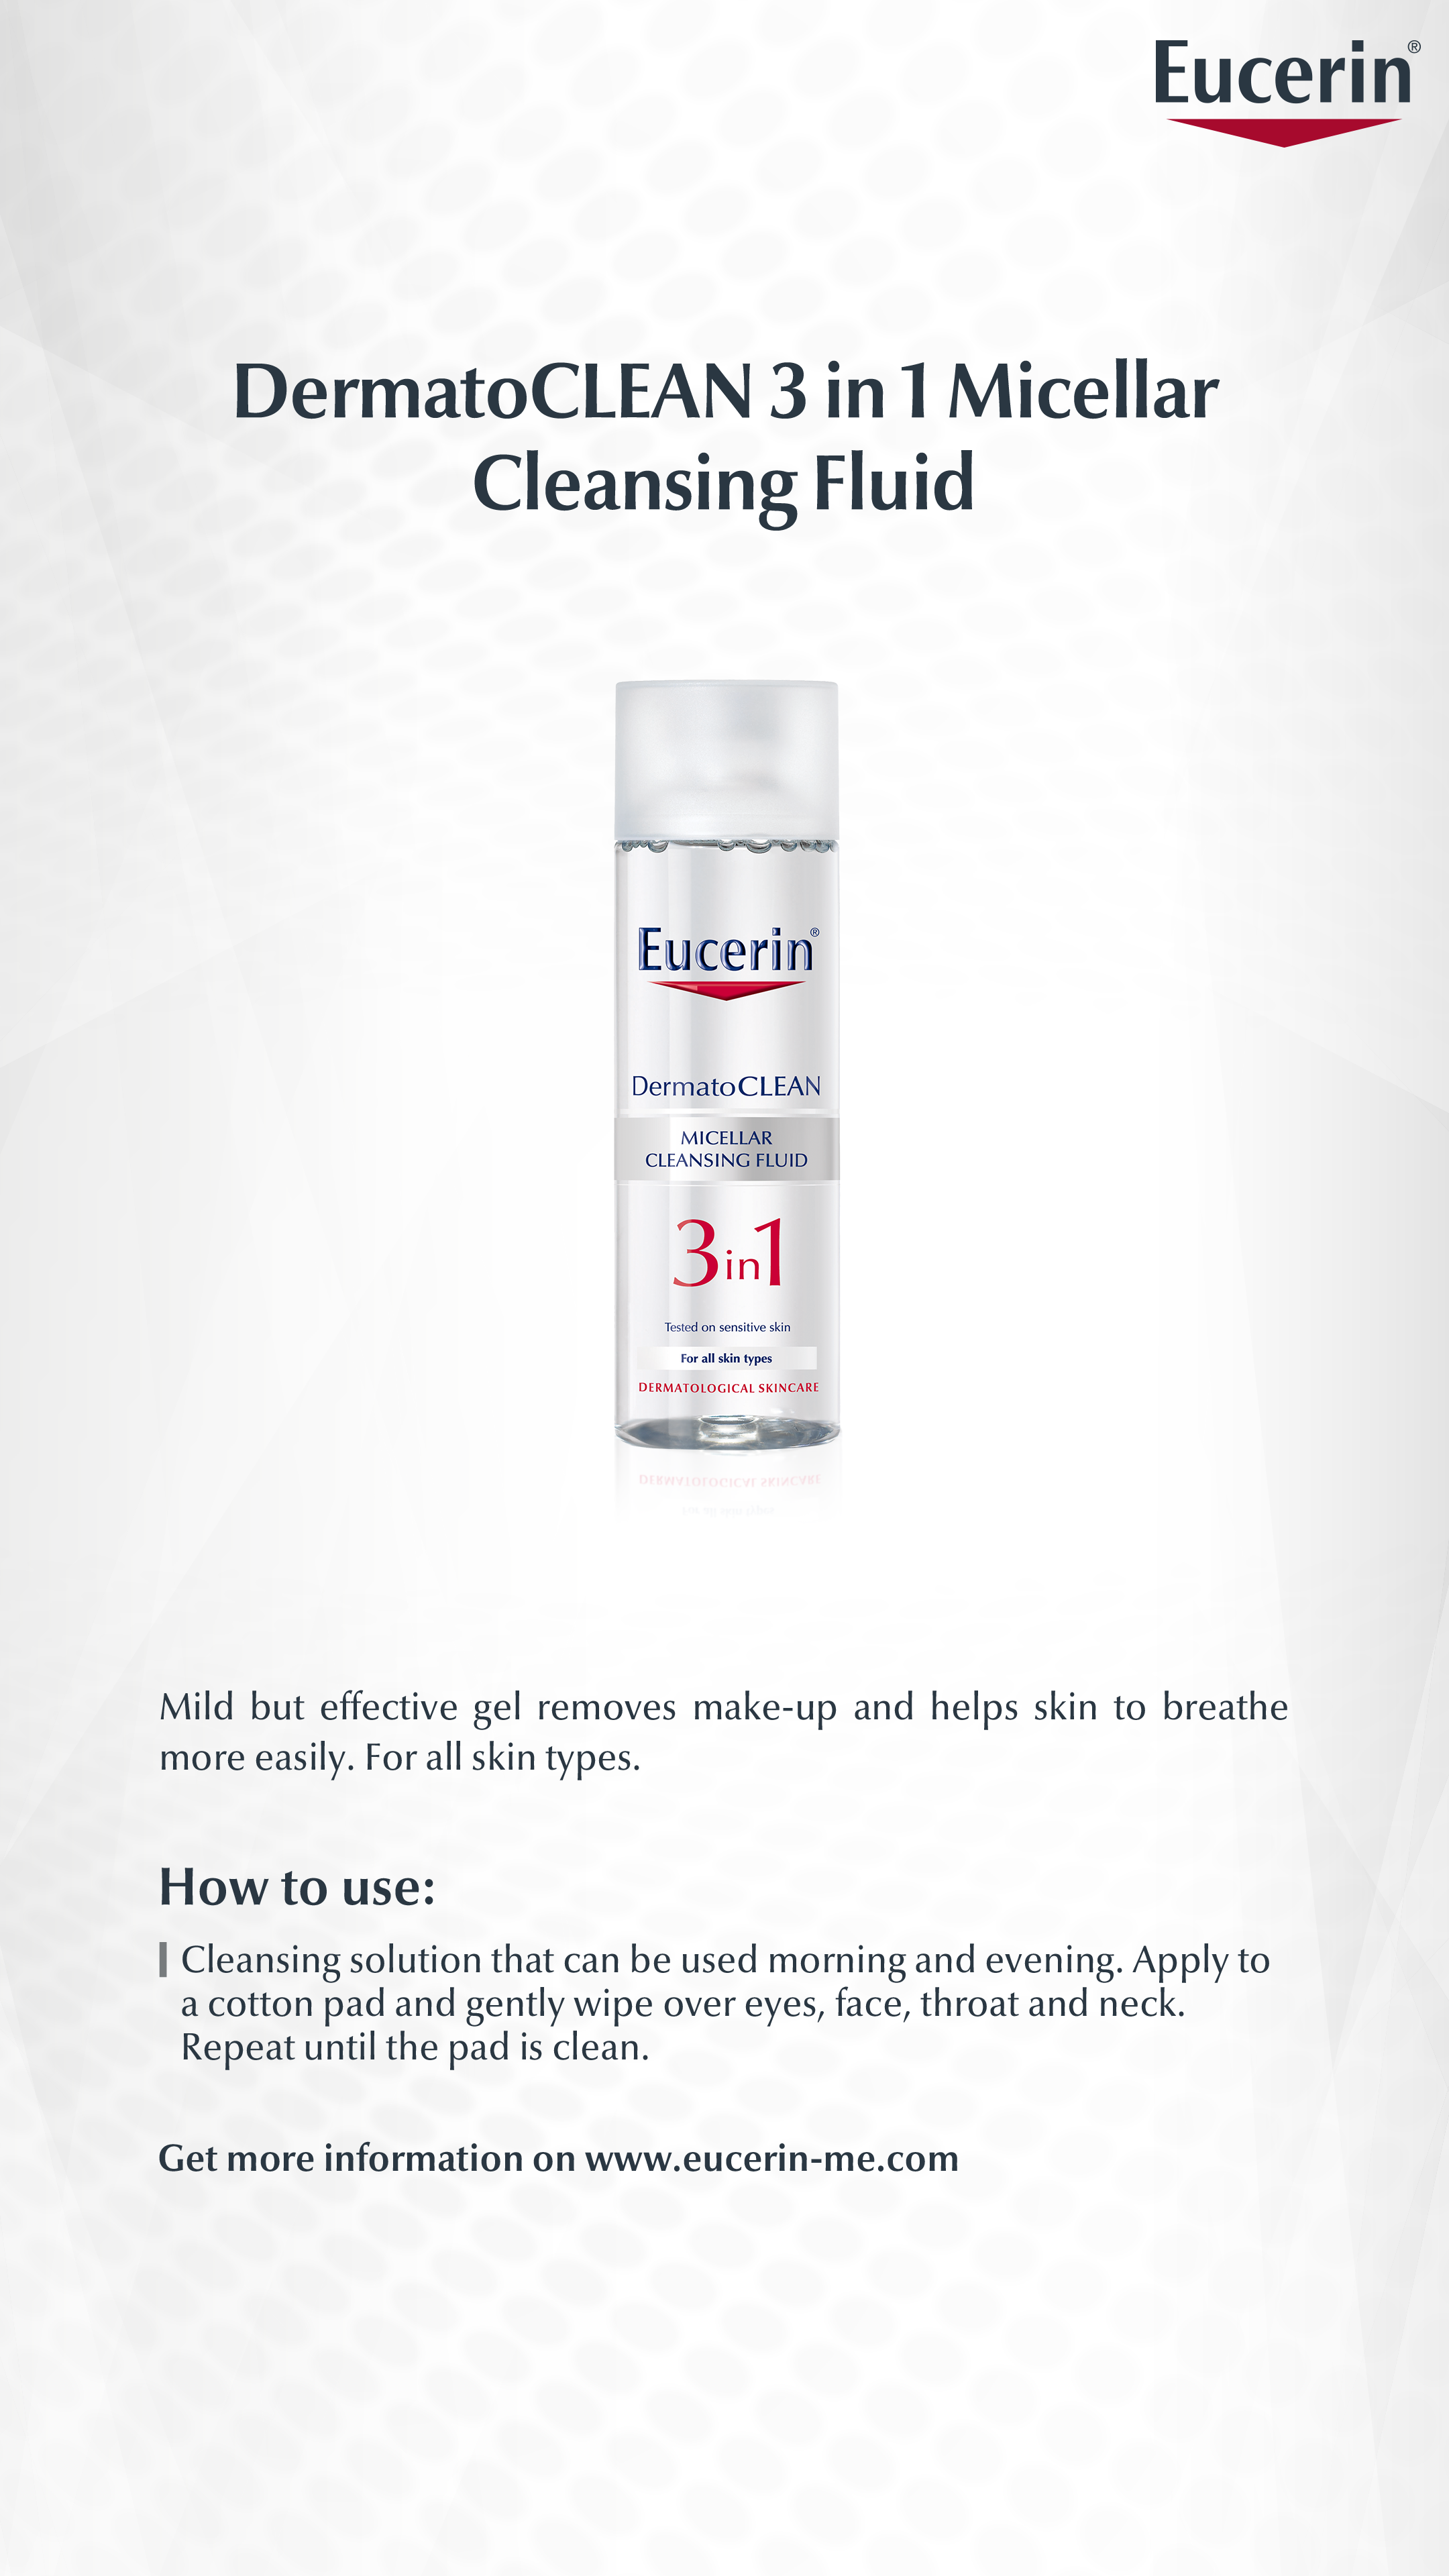 Eucerin®
DermatoCLEAN 3 in 1 Micellar
Cleansing Fluid
Eucerin®
DermatoCLEAN
MICELLAR
CLEANSING FLUID
3in1
Tested on sensitive skin
For all skin types
DERMATOLOGICAL SKINCARE
Mild but effective gel removes make-up and helps skin to breathe
more easily. For all skin types.
How to use:
Cleansing solution that can be used morning and evening. Apply to
a cotton pad and gently wipe over eyes, face, throat and neck.
Repeat until the pad is clean.
Get more information on www.eucerin-me.com